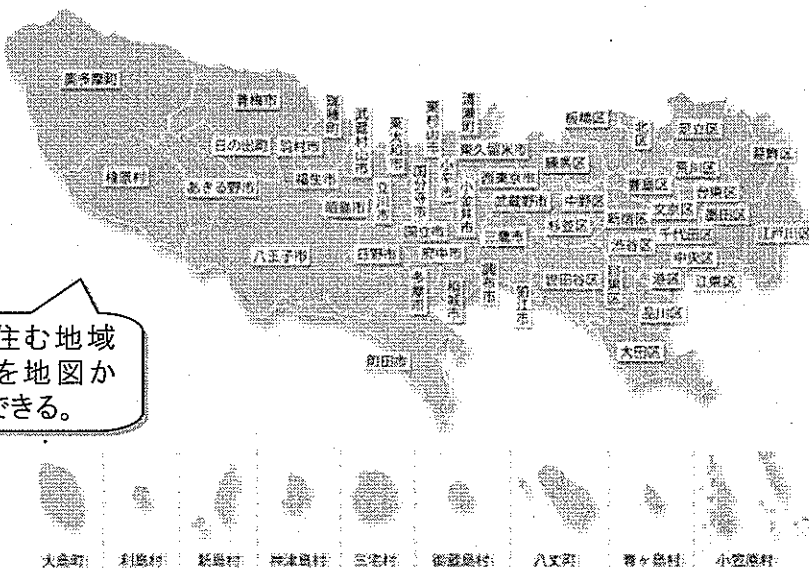 奥多摩町
青梅市
瑞穂町
武蔵村山市
東大和市
東村山市
清瀬町
板橋区
北区
足立区
葛飾区
日の出町
羽村市
東久留米市
練馬区
荒川区
檜原村
あきる野市
福生市
立川市
国分寺市
小平市
小金井市
西東京市
豊島区
台東区
昭島市
武蔵野市
中野区
新宿区
文京区
墨田区
国立市
三鷹市
杉並区
渋谷区
千代田区
江戸川区
八王子市
日野市
府中市
中央区
多摩市
稲城市
調布市
狛江市
世田谷区
目黒区
港区
江東区
品川区
住む地域
を地図か
できる。
町田市
大田区
大島町
利島村
新島村
神津島村
三宅村
御蔵島村
八丈町
青ヶ島村
小笠原村